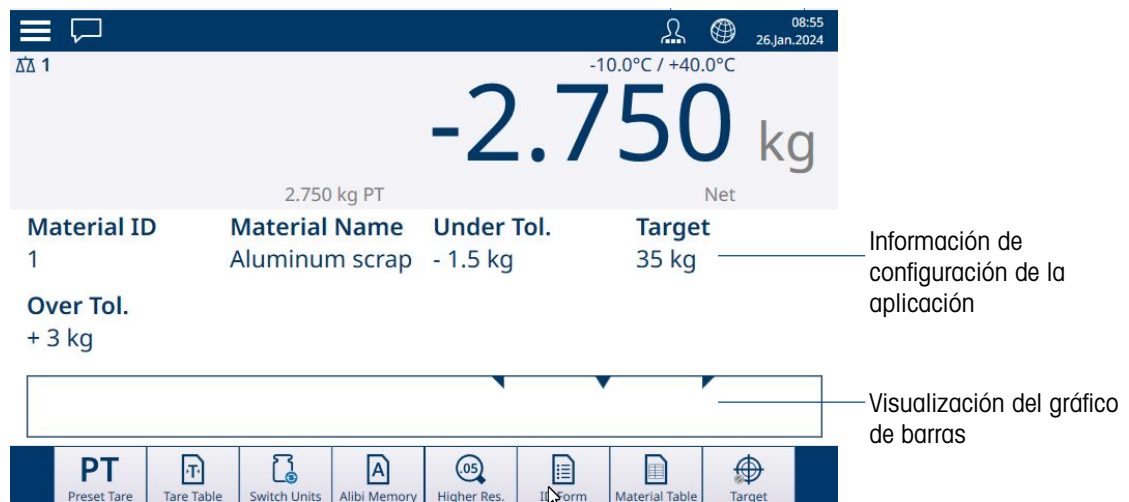 08:55
26.Jan.2024
1
-10.0°C / +40.0°C
-2.750 kg
2.750 kg PT
Net
Material ID
Material Name
Under Tol.
Target
1
Aluminum scrap
- 1.5 kg
35 kg
Over Tol.
+ 3 kg
Información de
configuración de la
aplicación
Visualización del gráfico
de barras
PT
T
A
.05
Preset Tare
Tare Table
Switch Units
Alibi Memory
Higher Res.
Form
Material Table
Target